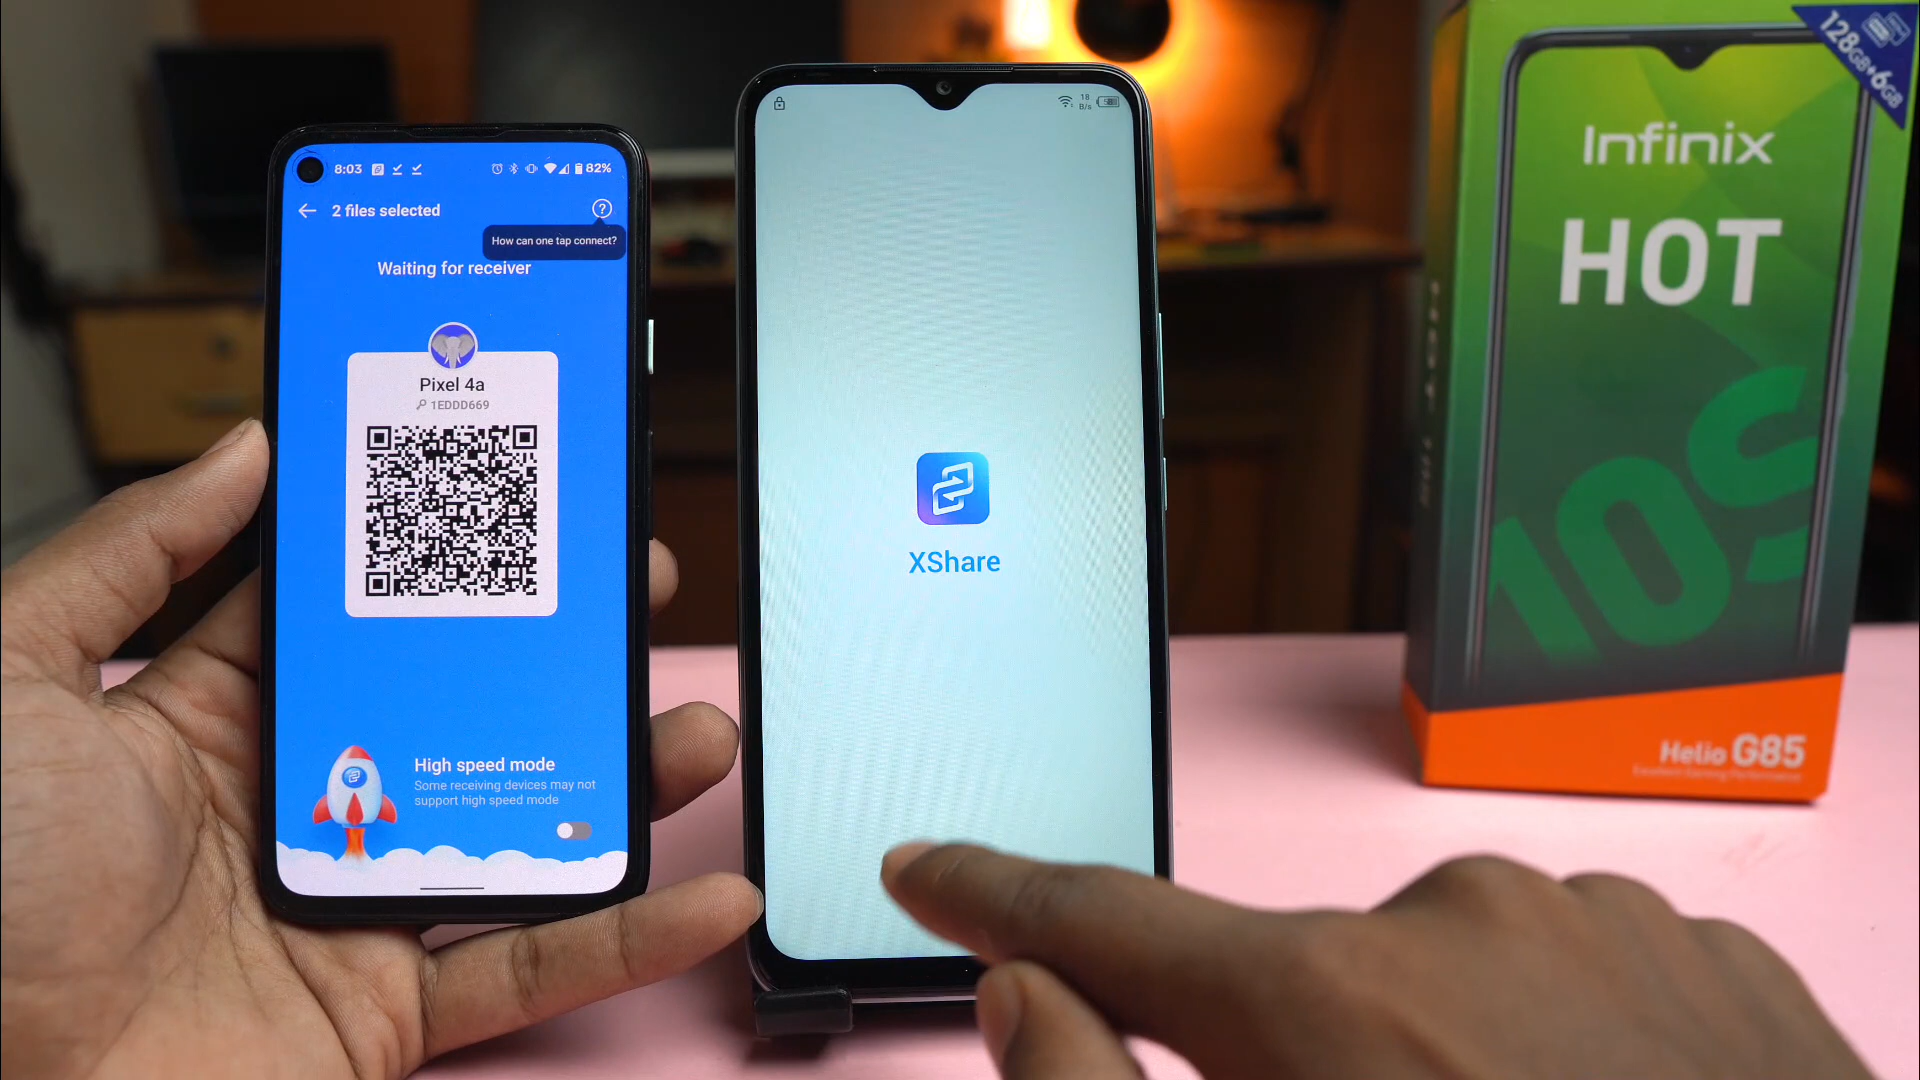 8:03
82%
2 files selected
How can one tap connect?
Waiting for receiver
Pixel 4a
1EDDD669
High speed mode
Some receiving devices may not
support high speed mode
18
B/s
XShare
128GB+6GB
Infinix
HOT
10S
Helio G85